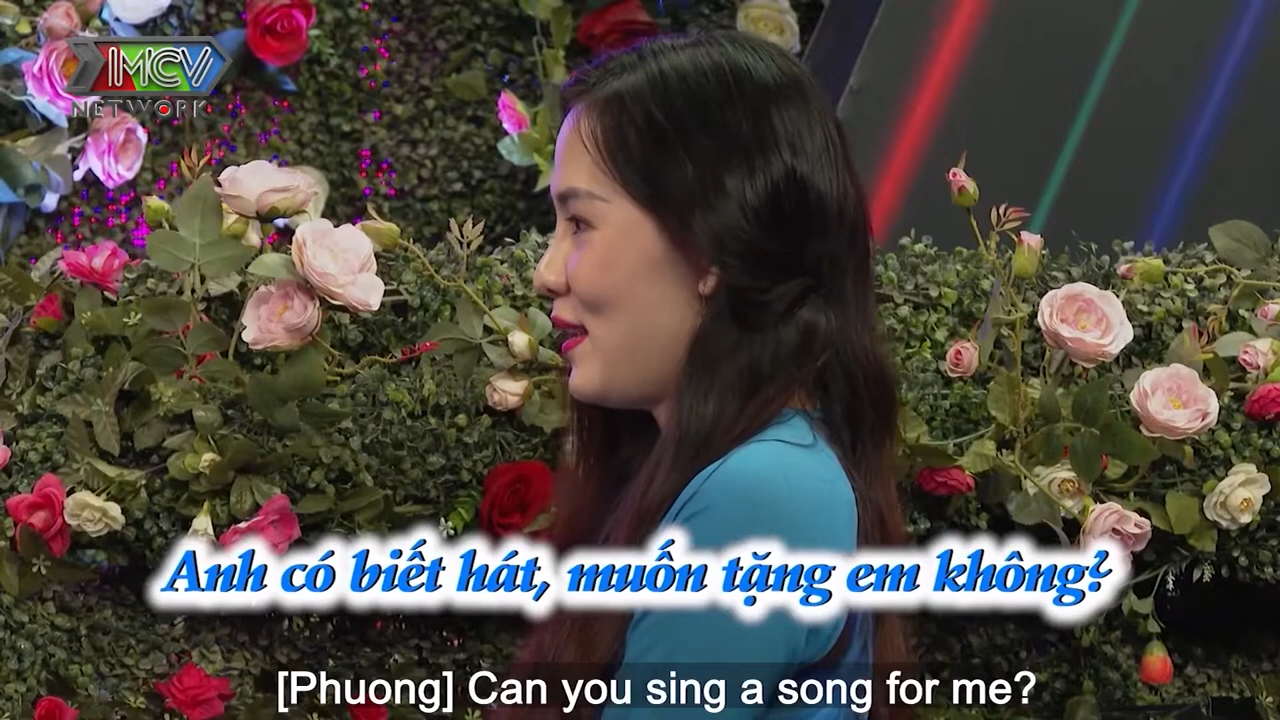 MCV
NETWORK
Anh có biết hát, muốn tặng em không?
[Phuong] Can you sing a song for me?